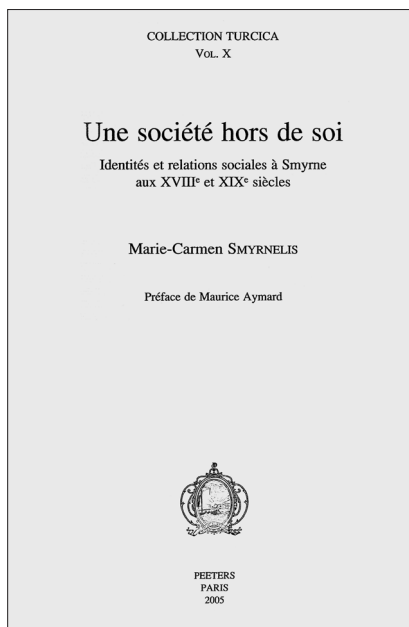 COLLECTION TURCICA
VOL. X
Une société hors de soi
Identités et relations sociales à Smyrne
aux XVIIIe et XIXe siècles
Marie-Carmen SMYRNELIS
Préface de Maurice Aymard
PEETERS
PARIS
2005